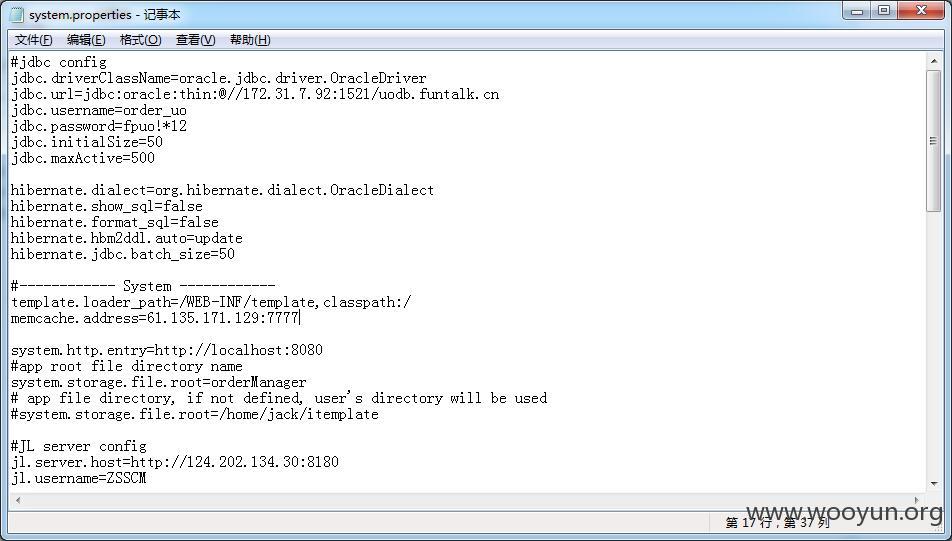 system.properties - 记事本
文件(F) 编辑(E) 格式(O) 查看(V) 帮助(H)
#jdbc config
jdbc.driverClassName=oracle.jdbc.driver.OracleDriver
jdbc.url=jdbc:oracle:thin:@//172.31.7.92:1521/uodb.funtalk.cn
jdbc.username=order_uo
jdbc.password=fpuo!*12
jdbc.initialSize=50
jdbc.maxActive=500
hibernate.dialect=org.hibernate.dialect.OracleDialect
hibernate.show_sql=false
hibernate.format_sql=false
hibernate.hbm2ddl.auto=update
hibernate.jdbc.batch_size=50
#------------ System ------------
template.loader_path=/WEB-INF/template,classpath:/
memcache.address=61.135.171.129:7777
system.http.entry=http://localhost:8080
#app root file directory name
system.storage.file.root=orderManager
# app file directory, if not defined, user's directory will be used
#system.storage.file.root=/home/jack/itemplate
#JL server config
jl.server.host=http://124.202.134.30:8180
jl.username=ZSSCM
www.wooyun.org
第 17 行，第 37 列